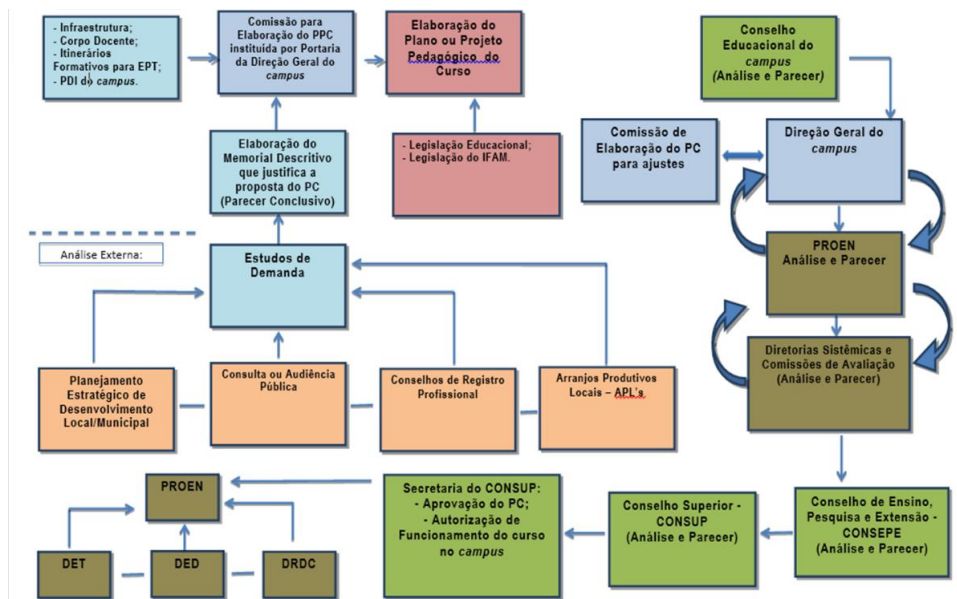 - Infraestrutura;
- Corpo Docente;
- Itinerários
Formativos para EPT;
- PDI do campus.
Comissão para
Elaboração do PPC
instituída por Portaria
da Direção Geral do
campus
Elaboração do
Plano ou Projeto
Pedagógico do
Curso
Conselho
Educacional do
campus
(Análise e Parecer)
Elaboração do
Memorial Descritivo
que justifica a
proposta do PC
(Parecer Conclusivo)
- Legislação Educacional;
- Legislação do IFAM.
Comissão de
Elaboração do PC
para ajustes
Direção Geral do
campus
Análise Externa:
Estudos de
Demanda
PROEN
Análise e Parecer
Planejamento
Estratégico de
Desenvolvimento
Local/Municipal
Consulta ou Audiência
Pública
Conselhos de Registro
Profissional
Arranjos Produtivos
Locais – APL's
Diretorias Sistêmicas e
Comissões de Avaliação
(Análise e Parecer)
PROEN
DET
DED
DRDC
Secretaria do CONSUP:
- Aprovação do PC;
- Autorização de
Funcionamento do curso
no campus
Conselho Superior -
CONSUP
(Análise e Parecer)
Conselho de Ensino,
Pesquisa e Extensão -
CONSEPE
(Análise e Parecer)